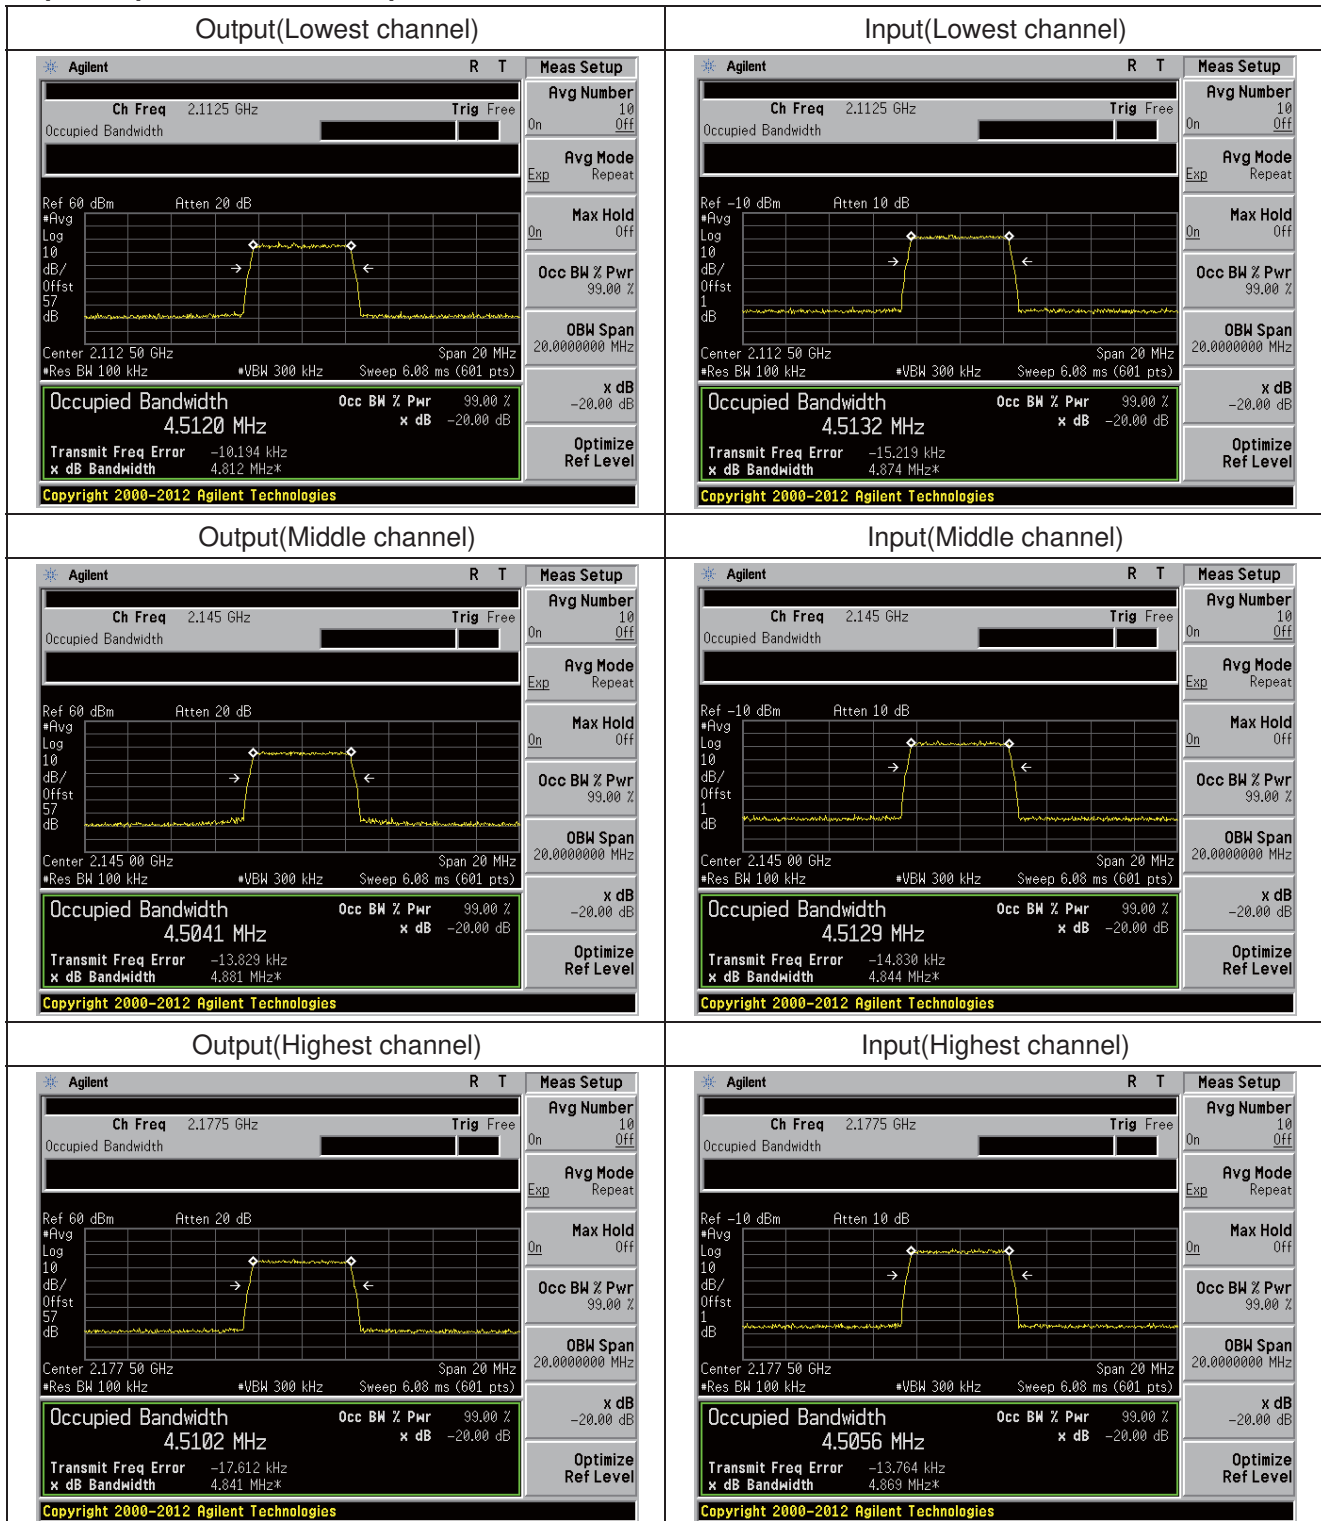 Output(Lowest channel)
Input(Lowest channel)
Agilent R T Meas Setup
Ch Freq 2.1125 GHz Trig Free
Occupied Bandwidth
Avg Number
10
On Off
Avg Mode
Exp Repeat
Max Hold
On Off
Occ BW % Pwr
99.00 %
OBW Span
20.0000000 MHz
x dB
-20.00 dB
Optimize
Ref Level
Ref 60 dBm Atten 20 dB
#Avg
Log
10
dB/
Offst
57
dB
Center 2.112 50 GHz Span 20 MHz
#Res BW 100 kHz #VBW 300 kHz Sweep 6.08 ms (601 pts)
Occupied Bandwidth Occ BW % Pwr 99.00 %
4.5120 MHz x dB -20.00 dB
Transmit Freq Error -10.194 kHz
x dB Bandwidth 4.812 MHz*
Copyright 2000-2012 Agilent Technologies
Agilent R T Meas Setup
Ch Freq 2.1125 GHz Trig Free
Occupied Bandwidth
Avg Number
10
On Off
Avg Mode
Exp Repeat
Max Hold
On Off
Occ BW % Pwr
99.00 %
OBW Span
20.0000000 MHz
x dB
-20.00 dB
Optimize
Ref Level
Ref -10 dBm Atten 10 dB
#Avg
Log
10
dB/
Offst
1
dB
Center 2.112 50 GHz Span 20 MHz
#Res BW 100 kHz #VBW 300 kHz Sweep 6.08 ms (601 pts)
Occupied Bandwidth Occ BW % Pwr 99.00 %
4.5132 MHz x dB -20.00 dB
Transmit Freq Error -15.219 kHz
x dB Bandwidth 4.874 MHz*
Copyright 2000-2012 Agilent Technologies
Output(Middle channel)
Input(Middle channel)
Agilent R T Meas Setup
Ch Freq 2.145 GHz Trig Free
Occupied Bandwidth
Avg Number
10
On Off
Avg Mode
Exp Repeat
Max Hold
On Off
Occ BW % Pwr
99.00 %
OBW Span
20.0000000 MHz
x dB
-20.00 dB
Optimize
Ref Level
Ref 60 dBm Atten 20 dB
#Avg
Log
10
dB/
Offst
57
dB
Center 2.145 00 GHz Span 20 MHz
#Res BW 100 kHz #VBW 300 kHz Sweep 6.08 ms (601 pts)
Occupied Bandwidth Occ BW % Pwr 99.00 %
4.5041 MHz x dB -20.00 dB
Transmit Freq Error -13.829 kHz
x dB Bandwidth 4.881 MHz*
Copyright 2000-2012 Agilent Technologies
Agilent R T Meas Setup
Ch Freq 2.145 GHz Trig Free
Occupied Bandwidth
Avg Number
10
On Off
Avg Mode
Exp Repeat
Max Hold
On Off
Occ BW % Pwr
99.00 %
OBW Span
20.0000000 MHz
x dB
-20.00 dB
Optimize
Ref Level
Ref -10 dBm Atten 10 dB
#Avg
Log
10
dB/
Offst
1
dB
Center 2.145 00 GHz Span 20 MHz
#Res BW 100 kHz #VBW 300 kHz Sweep 6.08 ms (601 pts)
Occupied Bandwidth Occ BW % Pwr 99.00 %
4.5129 MHz x dB -20.00 dB
Transmit Freq Error -14.830 kHz
x dB Bandwidth 4.844 MHz*
Copyright 2000-2012 Agilent Technologies
Output(Highest channel)
Input(Highest channel)
Agilent R T Meas Setup
Ch Freq 2.1775 GHz Trig Free
Occupied Bandwidth
Avg Number
10
On Off
Avg Mode
Exp Repeat
Max Hold
On Off
Occ BW % Pwr
99.00 %
OBW Span
20.0000000 MHz
x dB
-20.00 dB
Optimize
Ref Level
Ref 60 dBm Atten 20 dB
#Avg
Log
10
dB/
Offst
57
dB
Center 2.177 50 GHz Span 20 MHz
#Res BW 100 kHz #VBW 300 kHz Sweep 6.08 ms (601 pts)
Occupied Bandwidth Occ BW % Pwr 99.00 %
4.5102 MHz x dB -20.00 dB
Transmit Freq Error -17.612 kHz
x dB Bandwidth 4.841 MHz*
Copyright 2000-2012 Agilent Technologies
Agilent R T Meas Setup
Ch Freq 2.1775 GHz Trig Free
Occupied Bandwidth
Avg Number
10
On Off
Avg Mode
Exp Repeat
Max Hold
On Off
Occ BW % Pwr
99.00 %
OBW Span
20.0000000 MHz
x dB
-20.00 dB
Optimize
Ref Level
Ref -10 dBm Atten 10 dB
#Avg
Log
10
dB/
Offst
1
dB
Center 2.177 50 GHz Span 20 MHz
#Res BW 100 kHz #VBW 300 kHz Sweep 6.08 ms (601 pts)
Occupied Bandwidth Occ BW % Pwr 99.00 %
4.5056 MHz x dB -20.00 dB
Transmit Freq Error -13.764 kHz
x dB Bandwidth 4.869 MHz*
Copyright 2000-2012 Agilent Technologies